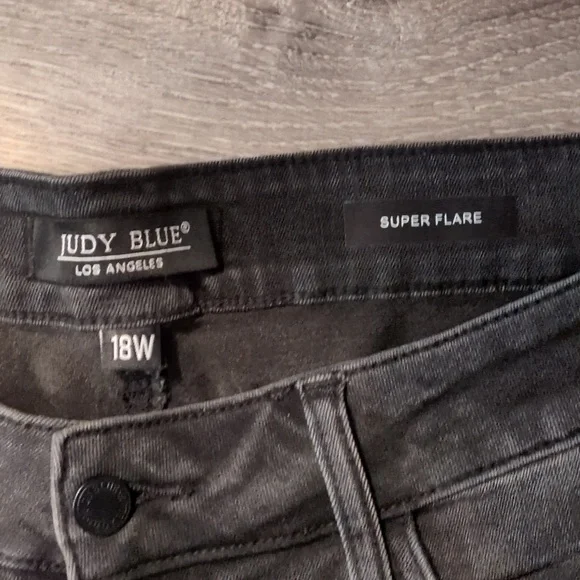 JUDY BLUE®
LOS ANGELES
SUPER FLARE
18W